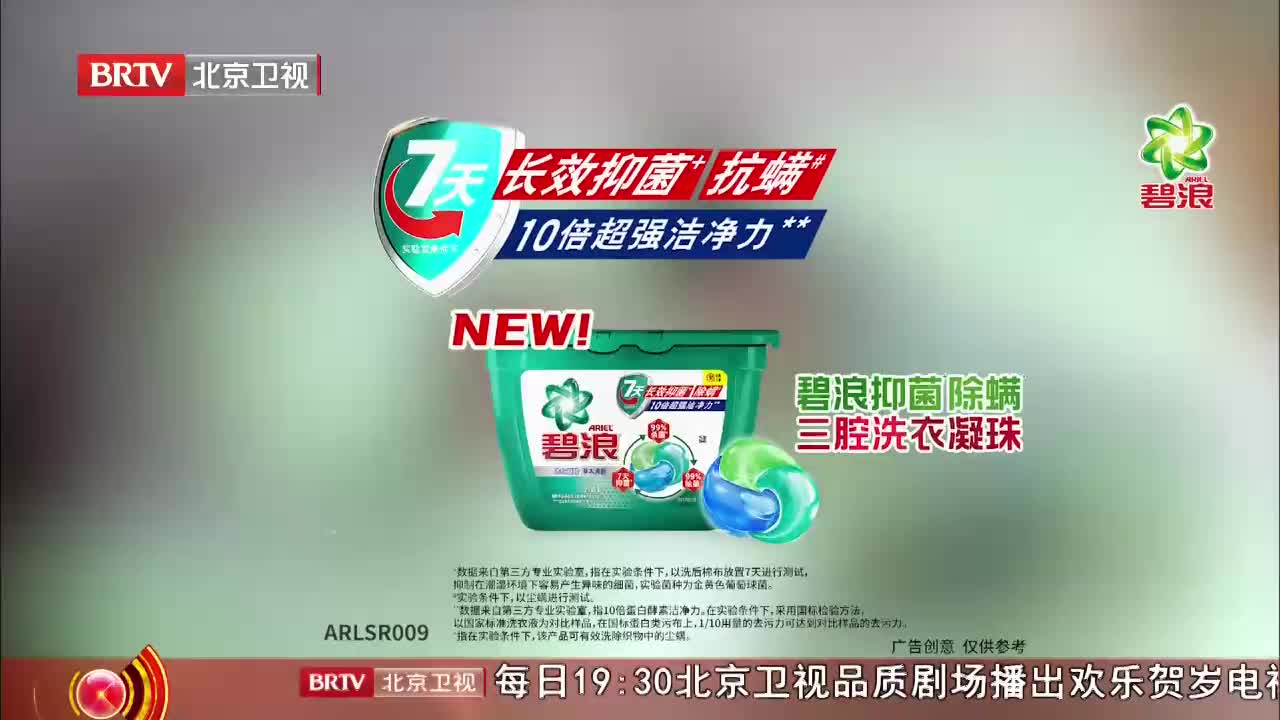 BRTV 北京卫视
ARIEL
碧浪
7天
长效抑菌+ 抗螨#
10倍超强洁净力**
实验室条件下
NEW!
7天
长效抑菌+ 除螨
10倍超强洁净力**
ARIEL
碧浪
99%
杀菌
7天
抑菌
99%
除螨
碧浪抑菌除螨
三腔洗衣凝珠
+数据来自第三方专业实验室，指在实验条件下，以洗后棉布放置7天进行测试，
抑制在潮湿环境下容易产生异味的细菌，实验菌种为金黄色葡萄球菌。
#实验条件下，以尘螨进行测试。
**数据来自第三方专业实验室，指10倍蛋白酵素洁净力。在实验条件下，采用国标检验方法，
以国家标准洗衣液为对比样品，在国标蛋白类污布上，1/10用量的去污力可达到对比样品的去污力。
指在实验条件下，该产品可有效洗除织物中的尘螨。
ARLSR009
广告创意 仅供参考
BRTV 北京卫视 每日19:30北京卫视品质剧场播出欢乐贺岁电视